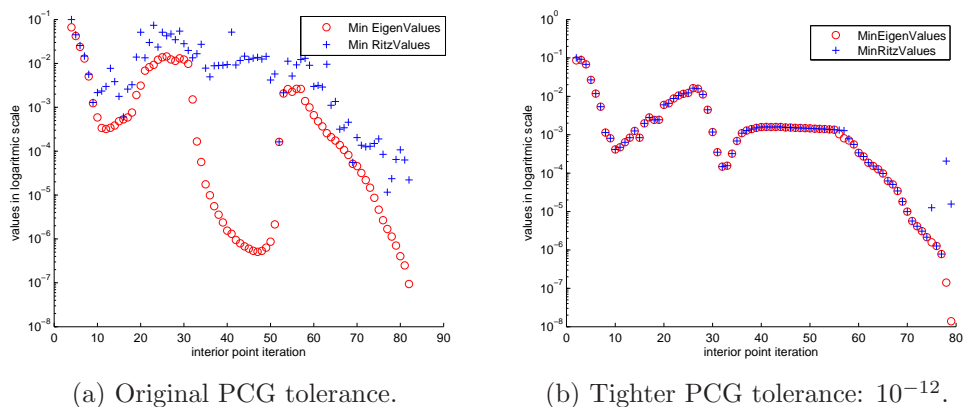 10^-1
10^-2
10^-3
10^-4
10^-5
10^-6
10^-7
10^-8
values in logaritmic scale
0 10 20 30 40 50 60 70 80 90
interior point iteration
Min EigenValues
Min RitzValues
(a) Original PCG tolerance.
10^0
10^-1
10^-2
10^-3
10^-4
10^-5
10^-6
10^-7
10^-8
values in logaritmic scale
0 10 20 30 40 50 60 70 80
interior point iteration
MinEigenValues
MinRitzValues
(b) Tighter PCG tolerance: 10^−12.